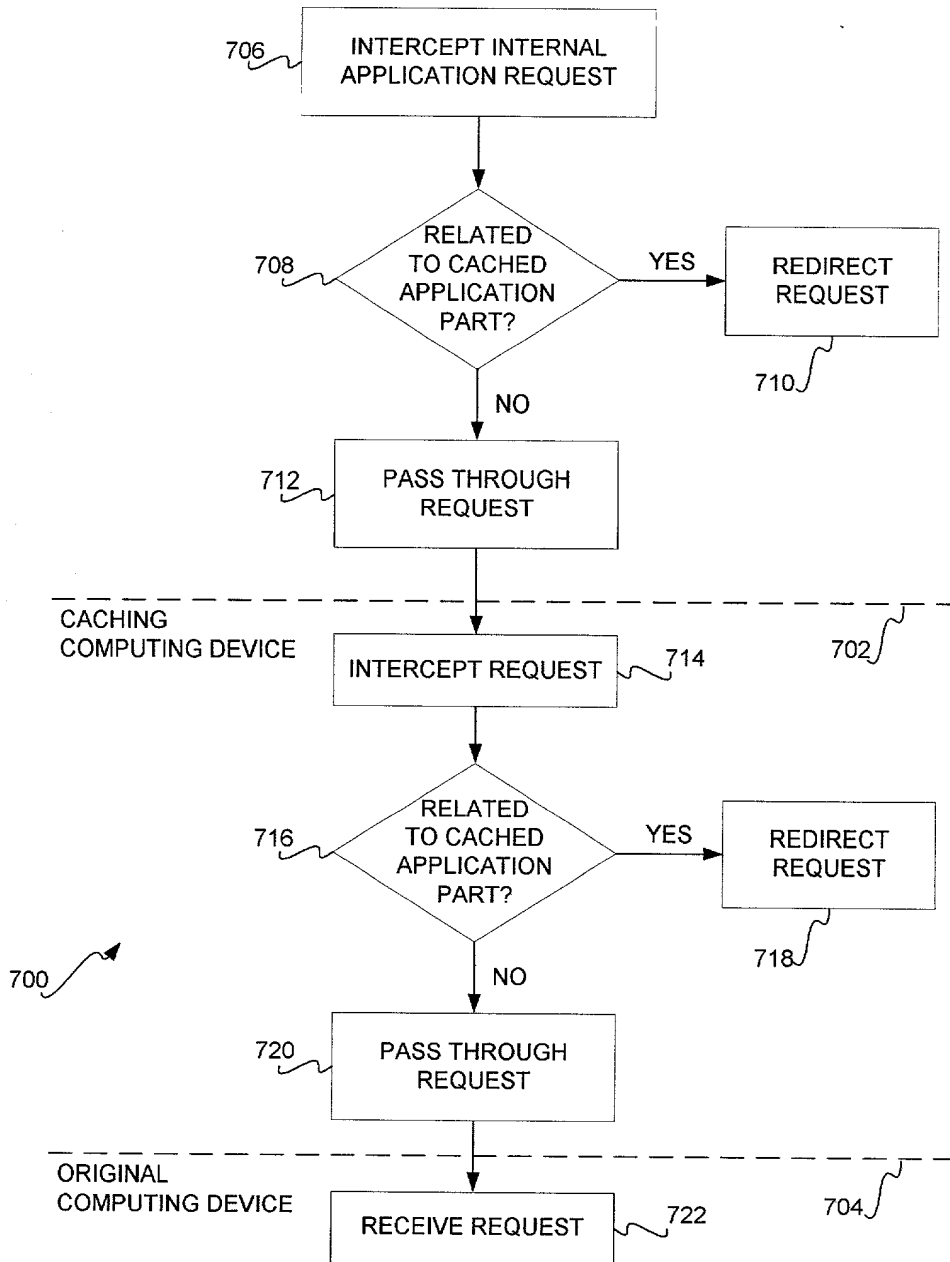 706
INTERCEPT INTERNAL
APPLICATION REQUEST
708
RELATED
TO CACHED
APPLICATION
PART?
YES
REDIRECT
REQUEST
710
NO
712
PASS THROUGH
REQUEST
CACHING
COMPUTING DEVICE
702
INTERCEPT REQUEST
714
716
RELATED
TO CACHED
APPLICATION
PART?
YES
REDIRECT
REQUEST
718
700
NO
720
PASS THROUGH
REQUEST
ORIGINAL
COMPUTING DEVICE
704
RECEIVE REQUEST
722